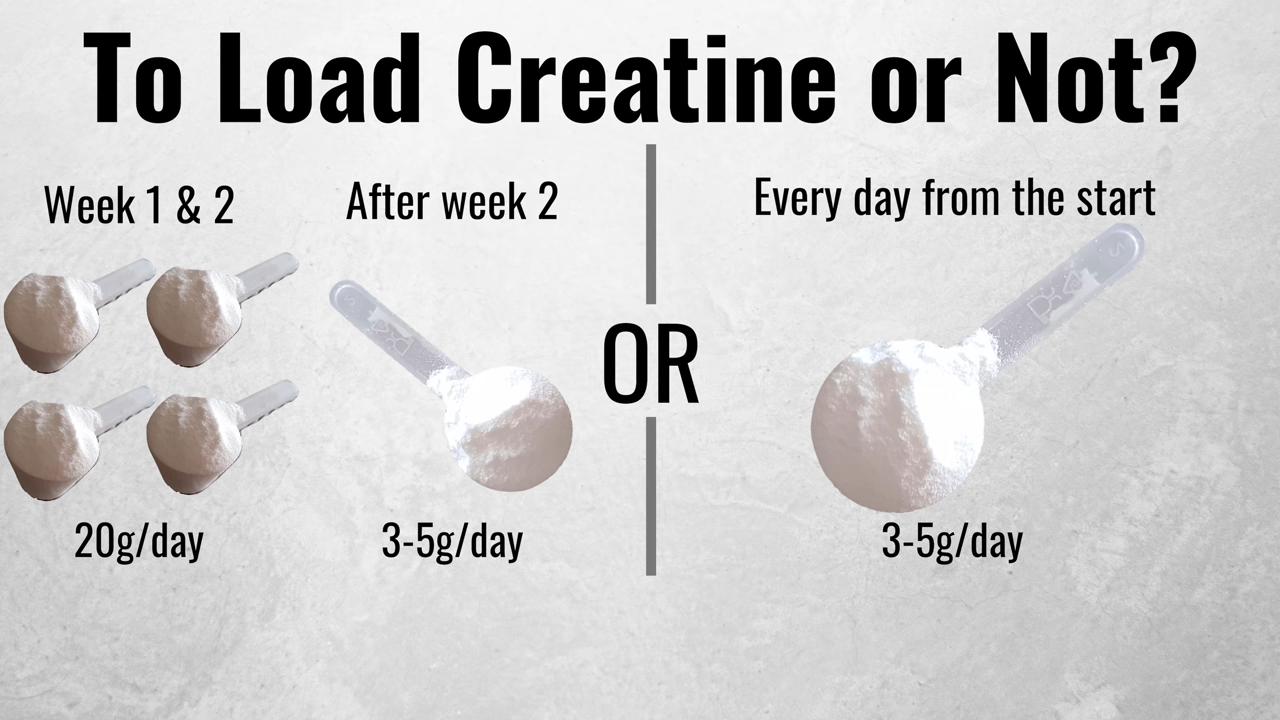 To Load Creatine or Not?
Week 1 & 2
After week 2
Every day from the start
OR
20g/day
3-5g/day
3-5g/day